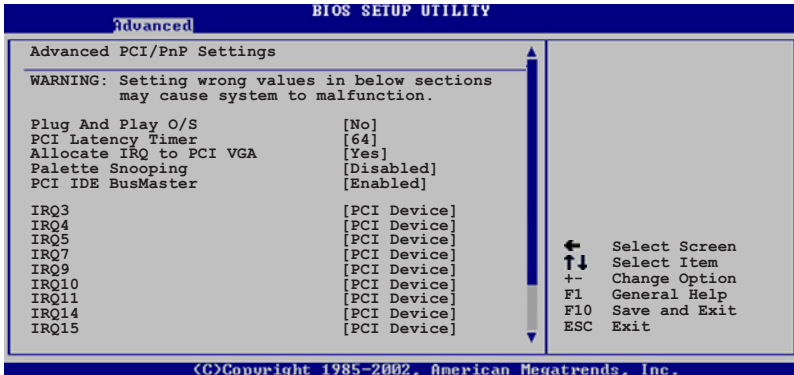 BIOS SETUP UTILITY
Advanced
Advanced PCI/PnP Settings
WARNING: Setting wrong values in below sections
may cause system to malfunction.
Plug And Play O/S [No]
PCI Latency Timer [64]
Allocate IRQ to PCI VGA [Yes]
Palette Snooping [Disabled]
PCI IDE BusMaster [Enabled]
IRQ3 [PCI Device]
IRQ4 [PCI Device]
IRQ5 [PCI Device]
IRQ7 [PCI Device]
IRQ9 [PCI Device]
IRQ10 [PCI Device]
IRQ11 [PCI Device]
IRQ14 [PCI Device]
IRQ15 [PCI Device]
← Select Screen
↑↓ Select Item
+- Change Option
F1 General Help
F10 Save and Exit
ESC Exit
(C)Copyright 1985-2002, American Megatrends, Inc.